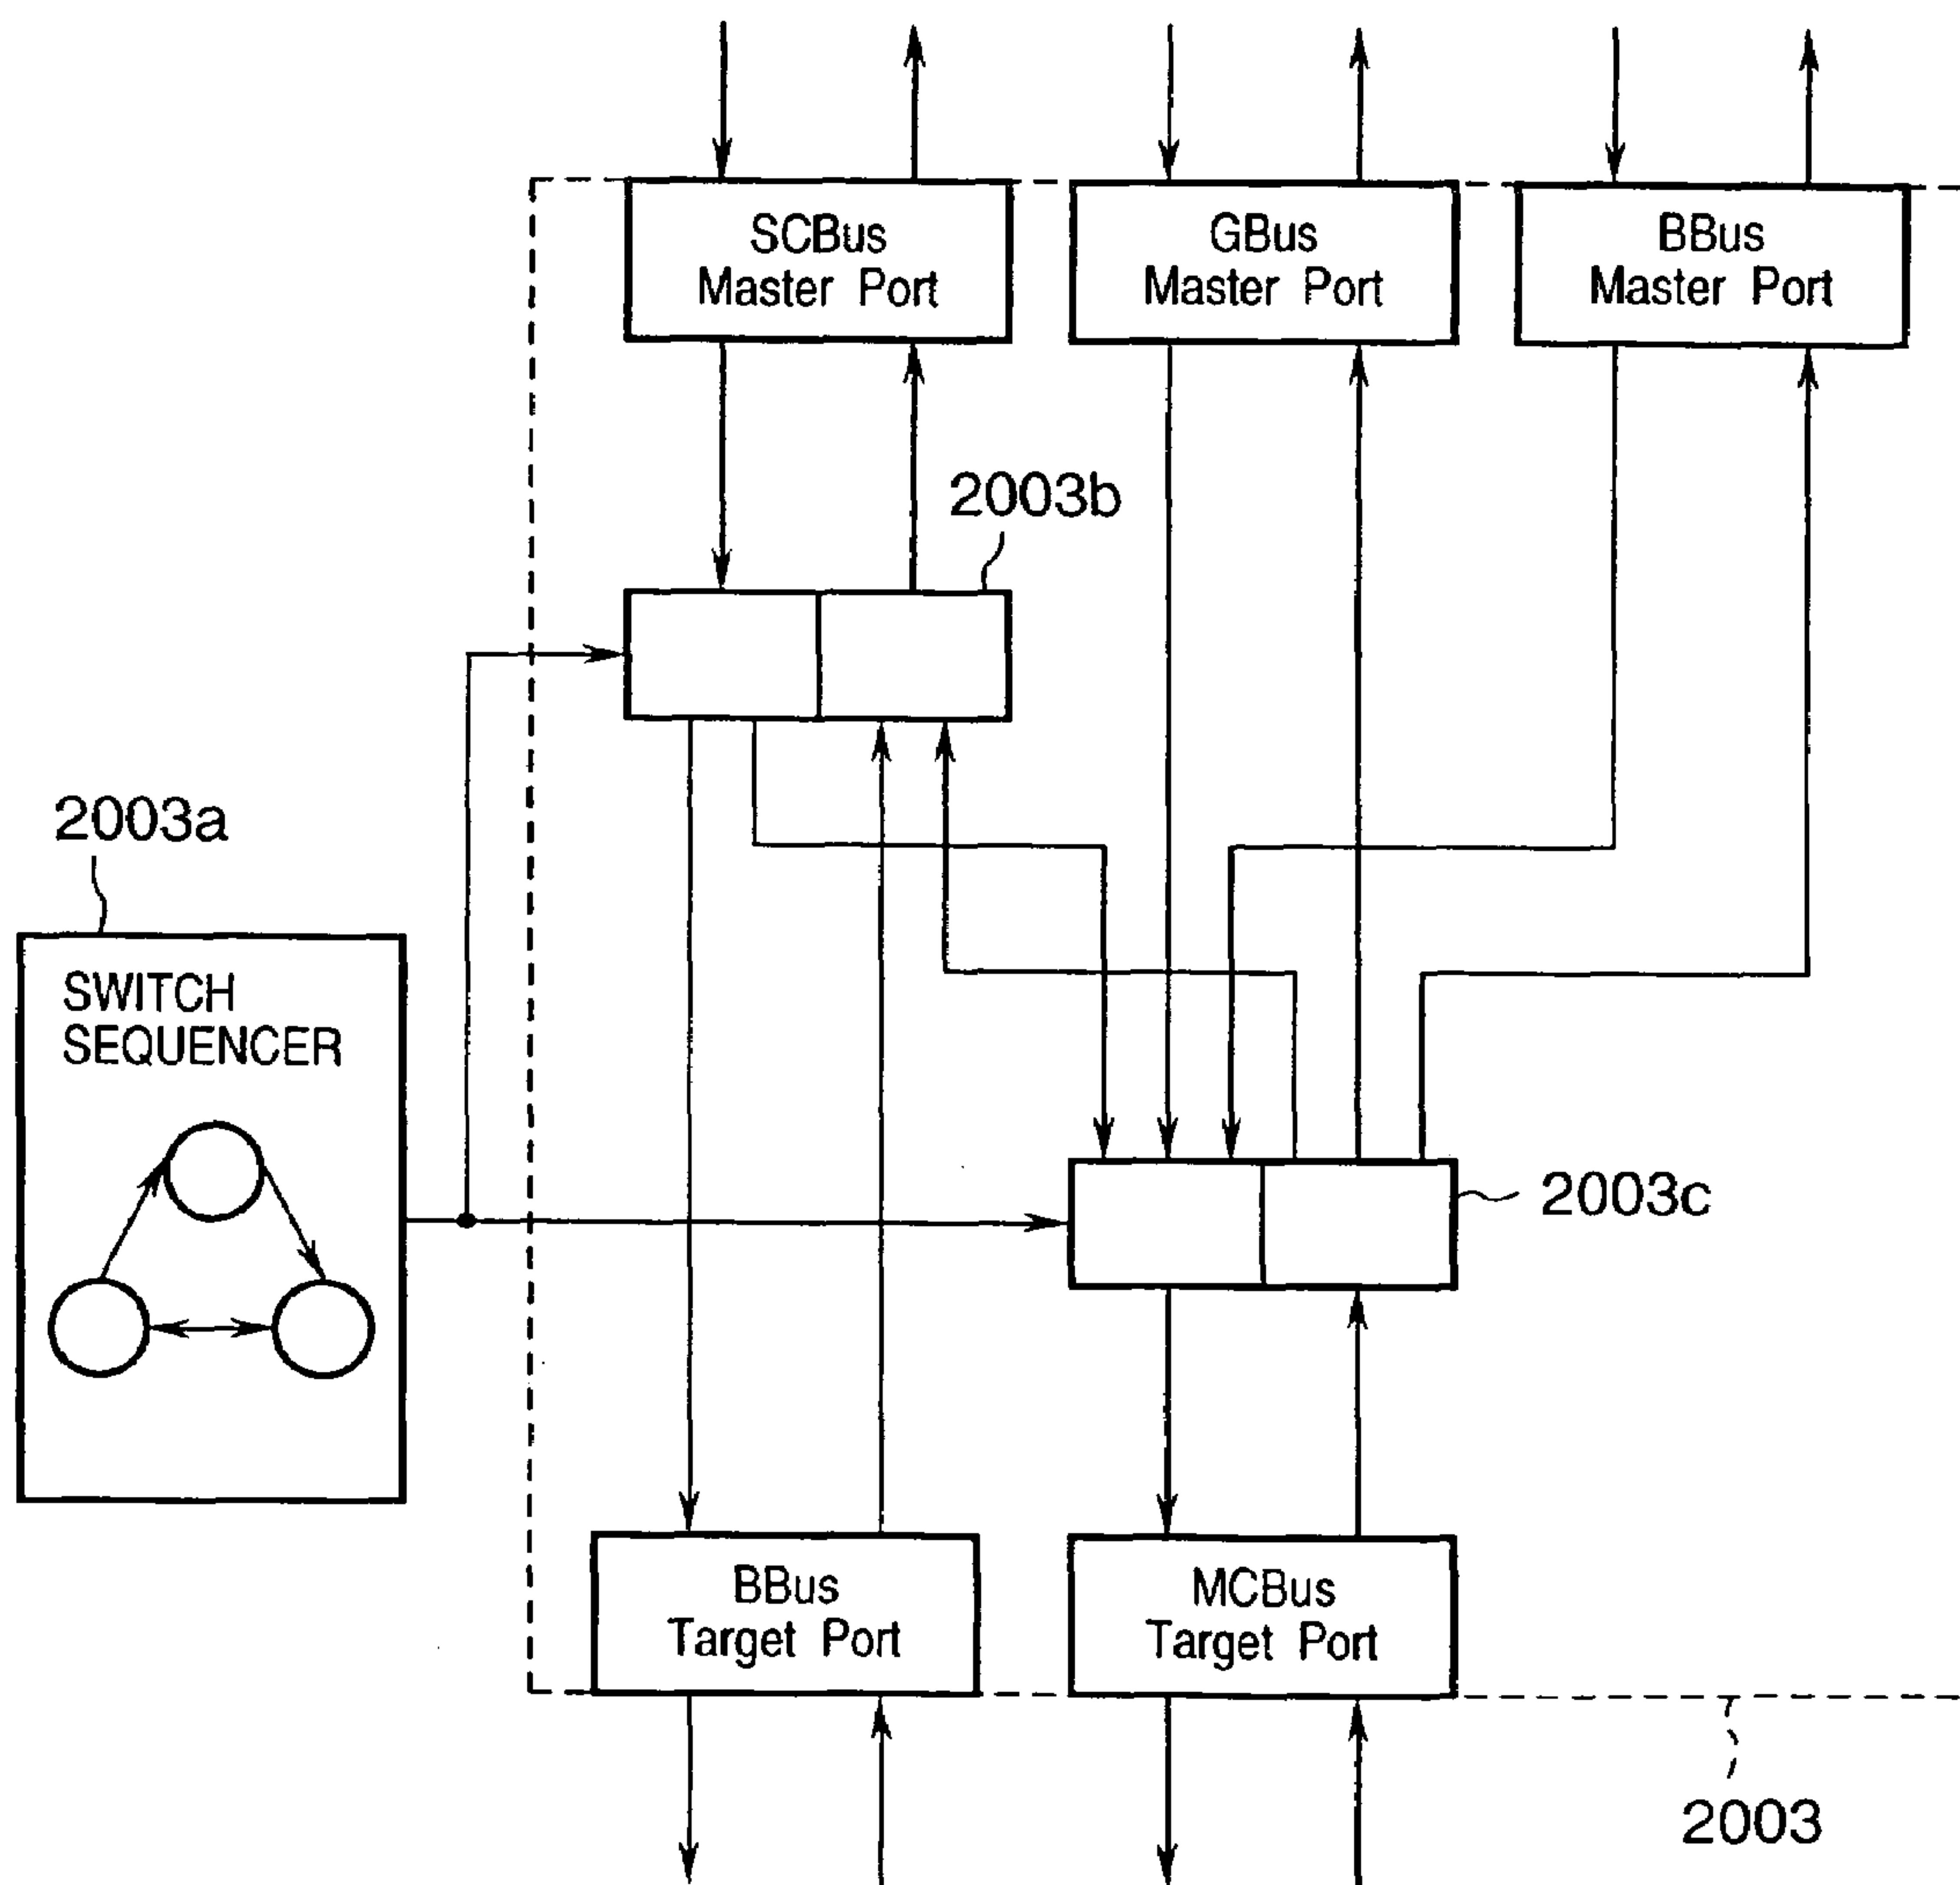 SCBus
Master Port
GBus
Master Port
BBus
Master Port
2003b
2003a
SWITCH
SEQUENCER
2003c
BBus
Target Port
MCBus
Target Port
2003